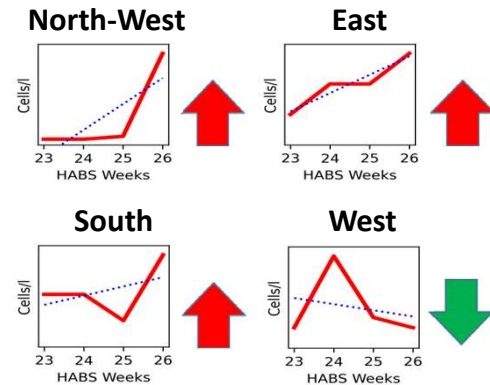 North-West
Cells/l
23 24 25 26
HABS Weeks
East
Cells/l
23 24 25 26
HABS Weeks
South
Cells/l
23 24 25 26
HABS Weeks
West
Cells/l
23 24 25 26
HABS Weeks